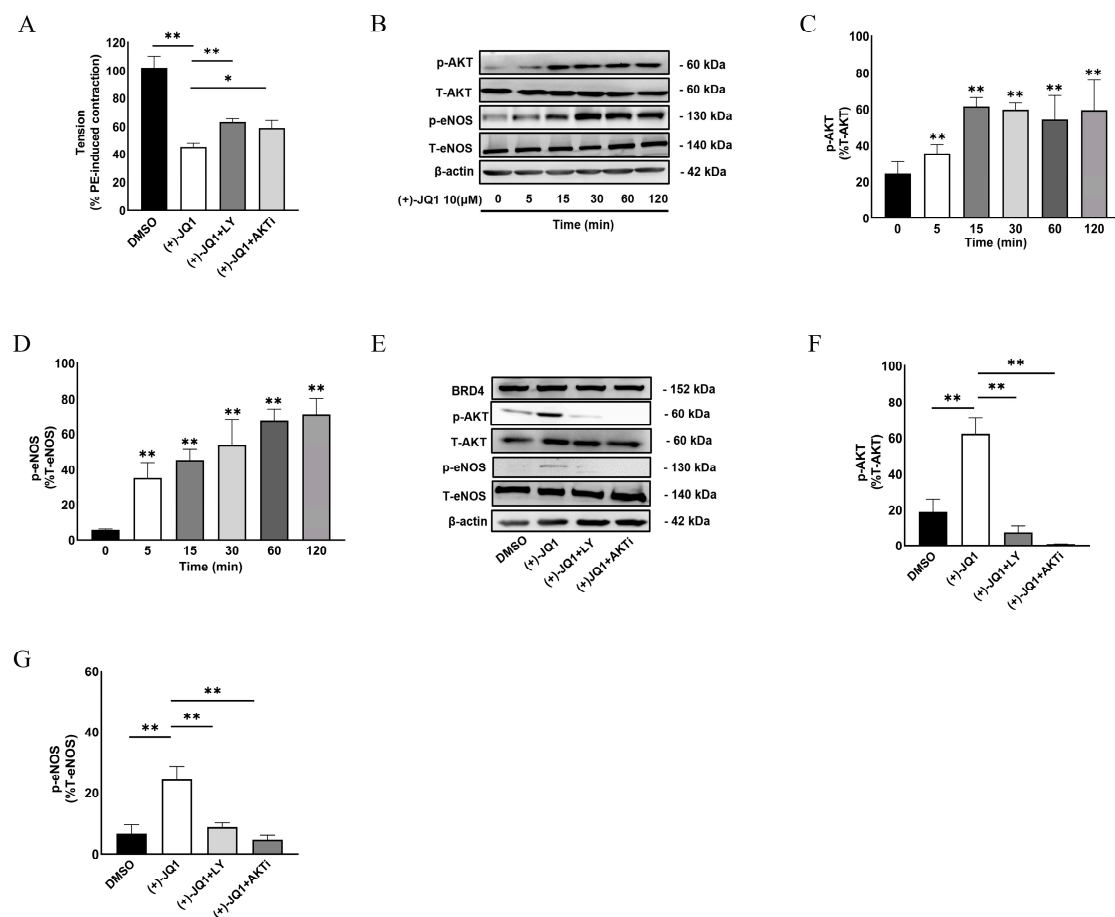 A
Tension
(% PE-induced contraction)
120
100
80
60
40
20
0
**
**
*
DMSO
(+)-JQ1
(+)-JQ1+LY
(+)-JQ1+AKTi
B
p-AKT - 60 kDa
T-AKT - 60 kDa
p-eNOS - 130 kDa
T-eNOS - 140 kDa
β-actin - 42 kDa
(+)-JQ1 10(μM) 0 5 15 30 60 120
Time (min)
C
p-AKT
(%T-AKT)
100
80
60
40
20
0
** ** ** ** **
0 5 15 30 60 120
Time (min)
D
p-eNOS
(%T-eNOS)
100
80
60
40
20
0
** ** ** ** **
0 5 15 30 60 120
Time (min)
E
BRD4 - 152 kDa
p-AKT - 60 kDa
T-AKT - 60 kDa
p-eNOS - 130 kDa
T-eNOS - 140 kDa
β-actin - 42 kDa
DMSO
(+)-JQ1
(+)-JQ1+LY
(+)JQ1+AKTi
F
p-AKT
(%T-AKT)
100
80
60
40
20
0
**
**
**
DMSO
(+)-JQ1
(+)-JQ1+LY
(+)-JQ1+AKTi
G
p-eNOS
(%T-eNOS)
60
40
20
0
**
**
**
DMSO
(+)-JQ1
(+)-JQ1+LY
(+)-JQ1+AKTi